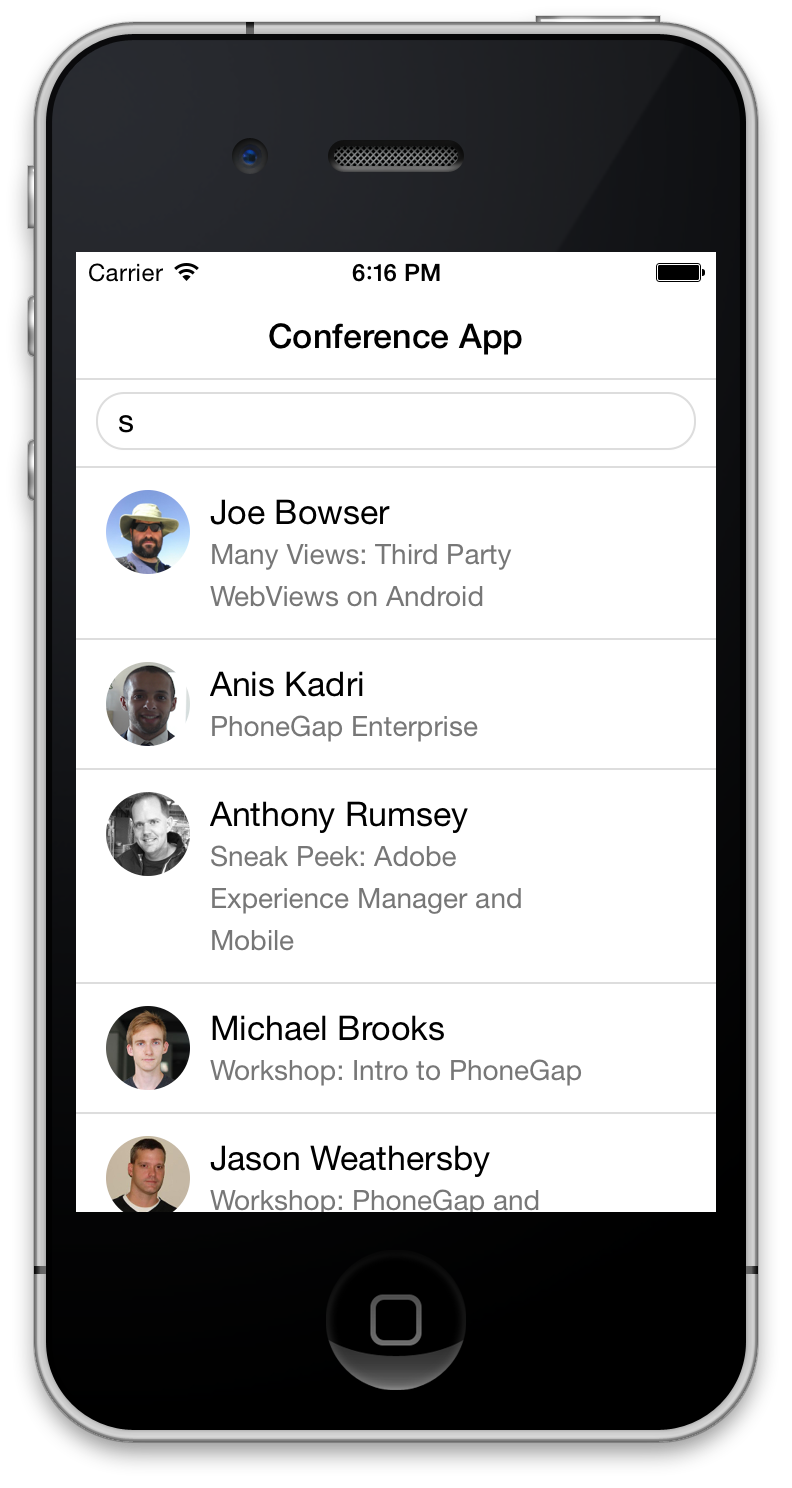 Carrier 6:16 PM
Conference App
s
Joe Bowser
Many Views: Third Party
WebViews on Android
Anis Kadri
PhoneGap Enterprise
Anthony Rumsey
Sneak Peek: Adobe
Experience Manager and
Mobile
Michael Brooks
Workshop: Intro to PhoneGap
Jason Weathersby
Workshop: PhoneGap and